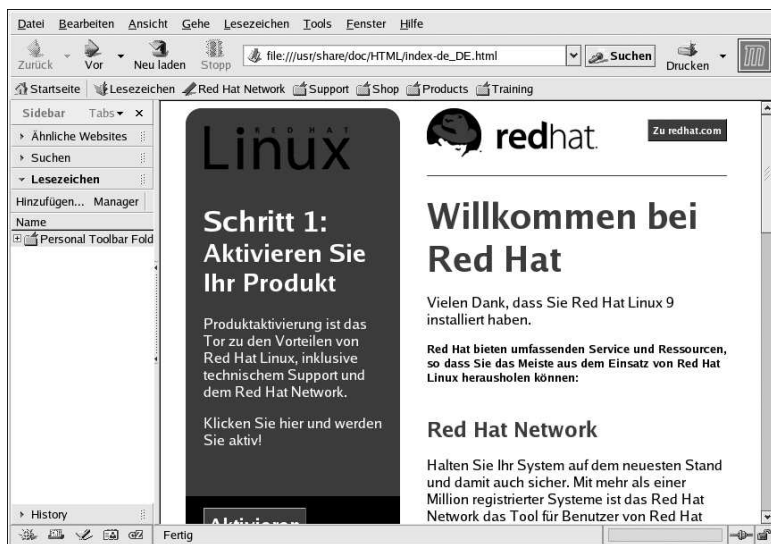 Datei Bearbeiten Ansicht Gehe Lesezeichen Tools Fenster Hilfe
Zurück Vor Neu laden Stopp file:///usr/share/doc/HTML/index-de_DE.html Suchen Drucken
Startseite Lesezeichen Red Hat Network Support Shop Products Training
Sidebar Tabs
Ähnliche Websites
Suchen
Lesezeichen
Hinzufügen... Manager
Name
Personal Toolbar Fold
History
RED HAT
Linux
Schritt 1:
Aktivieren Sie
Ihr Produkt
Produktaktivierung ist das
Tor zu den Vorteilen von
Red Hat Linux, inklusive
technischem Support und
dem Red Hat Network.
Klicken Sie hier und werden
Sie aktiv!
Aktivieren
redhat.
Zu redhat.com
Willkommen bei
Red Hat
Vielen Dank, dass Sie Red Hat Linux 9
installiert haben.
Red Hat bieten umfassenden Service und Ressourcen,
so dass Sie das Meiste aus dem Einsatz von Red Hat
Linux herausholen können:
Red Hat Network
Halten Sie Ihr System auf dem neuesten Stand
und damit auch sicher. Mit mehr als einer
Million registrierter Systeme ist das Red Hat
Network das Tool für Benutzer von Red Hat
Fertig